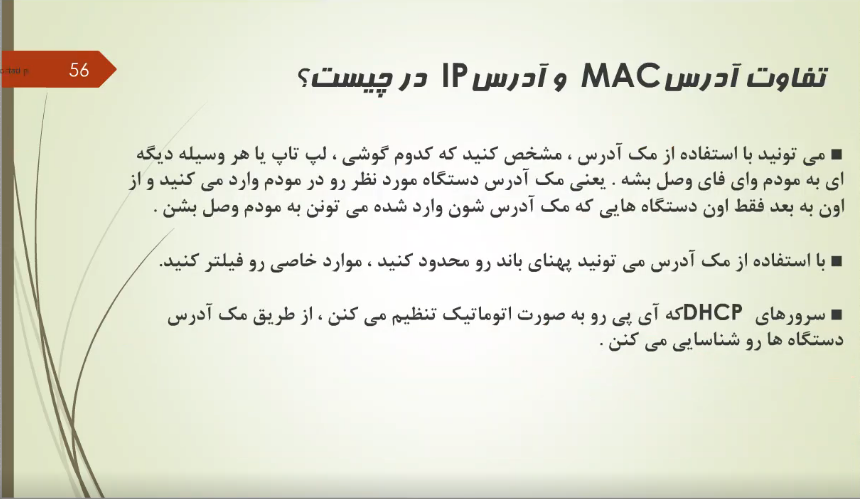 56
تفاوت آدرس MAC و آدرس IP در چیست؟
■ می تونید با استفاده از مک آدرس ، مشخص کنید که کدوم گوشی ، لپ تاپ یا هر وسیله دیگه
ای به مودم وای فای وصل بشه . یعنی مک آدرس دستگاه مورد نظر رو در مودم وارد می کنید و از
اون به بعد فقط اون دستگاه هایی که مک آدرس شون وارد شده می تونن به مودم وصل بشن .
■ با استفاده از مک آدرس می تونید پهنای باند رو محدود کنید ، موارد خاصی رو فیلتر کنید.
■ سرورهای DHCPکه آی پی رو به صورت اتوماتیک تنظیم می کنن ، از طریق مک آدرس
دستگاه ها رو شناسایی می کنن .